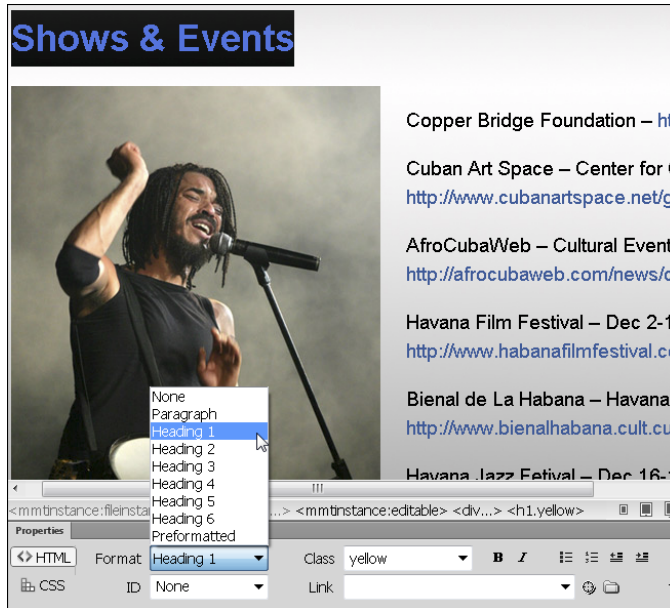 Shows & Events
Copper Bridge Foundation – ht
Cuban Art Space – Center for
http://www.cubanartspace.net/g
AfroCubaWeb – Cultural Event
http://afrocubaweb.com/news/c
Havana Film Festival – Dec 2-1
http://www.habanafilmfestival.c
Bienal de La Habana – Havana
http://www.bienalhabana.cult.cu
Havana Jazz Fetival – Dec 16-
None
Paragraph
Heading 1
Heading 2
Heading 3
Heading 4
Heading 5
Heading 6
Preformatted
<mmtinstance:fileinsta ...> <mmtinstance:editable> <div...> <h1.yellow>
Properties
<> HTML Format Heading 1 Class yellow B I
CSS ID None Link